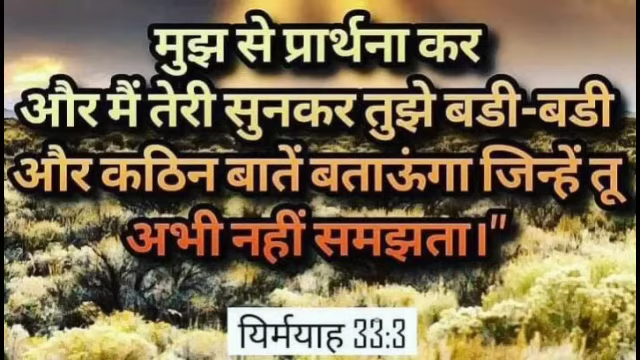 मुझ से प्रार्थना कर
और मैं तेरी सुनकर तुझे बडी-बडी
और कठिन बातें बताऊंगा जिन्हें तू
अभी नहीं समझता।"
यिर्मयाह 33:3